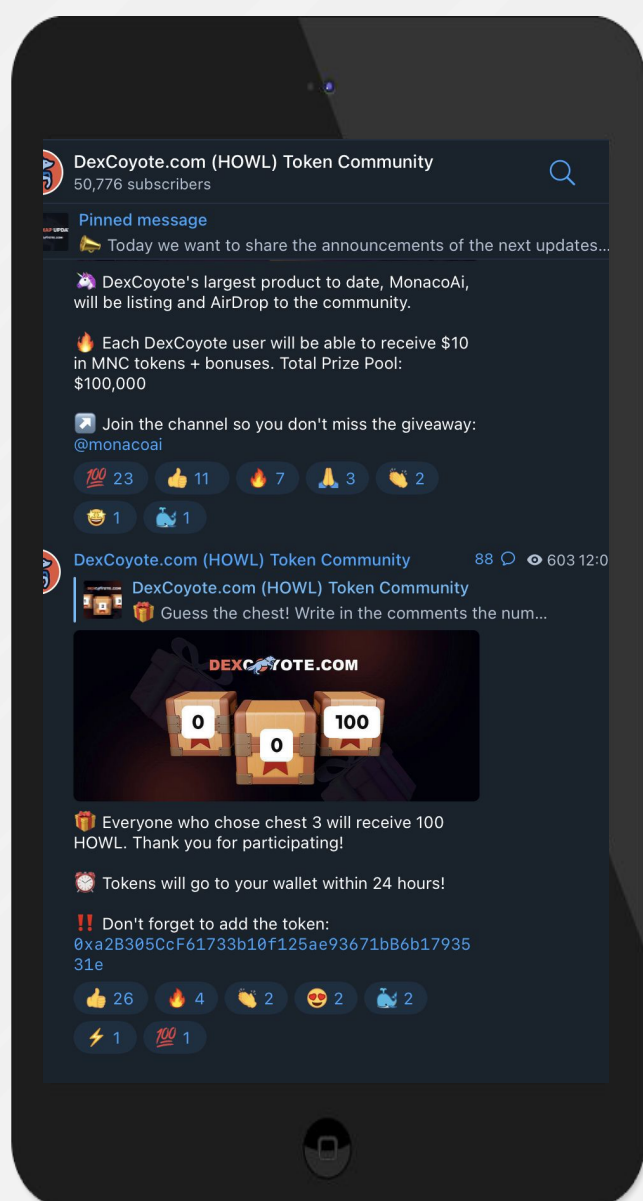 DexCoyote.com (HOWL) Token Community
50,776 subscribers
Pinned message
📣 Today we want to share the announcements of the next updates...
🦄 DexCoyote's largest product to date, MonacoAi,
will be listing and AirDrop to the community.
🔥 Each DexCoyote user will be able to receive $10
in MNC tokens + bonuses. Total Prize Pool:
$100,000
↗️ Join the channel so you don't miss the giveaway:
@monacoai
💯 23 👍 11 🔥 7 🙏 3 👏 2
🤩 1 🐳 1
DexCoyote.com (HOWL) Token Community 88 603 12:0
DexCoyote.com (HOWL) Token Community
🎁 Guess the chest! Write in the comments the num...
DEXCOYOTE.COM
0 0 100
🎁 Everyone who chose chest 3 will receive 100
HOWL. Thank you for participating!
⏰ Tokens will go to your wallet within 24 hours!
‼️ Don't forget to add the token:
0xa2B305CcF61733b10f125ae93671bB6b17935
31e
👍 26 🔥 4 👏 2 😍 2 🐳 2
⚡ 1 💯 1